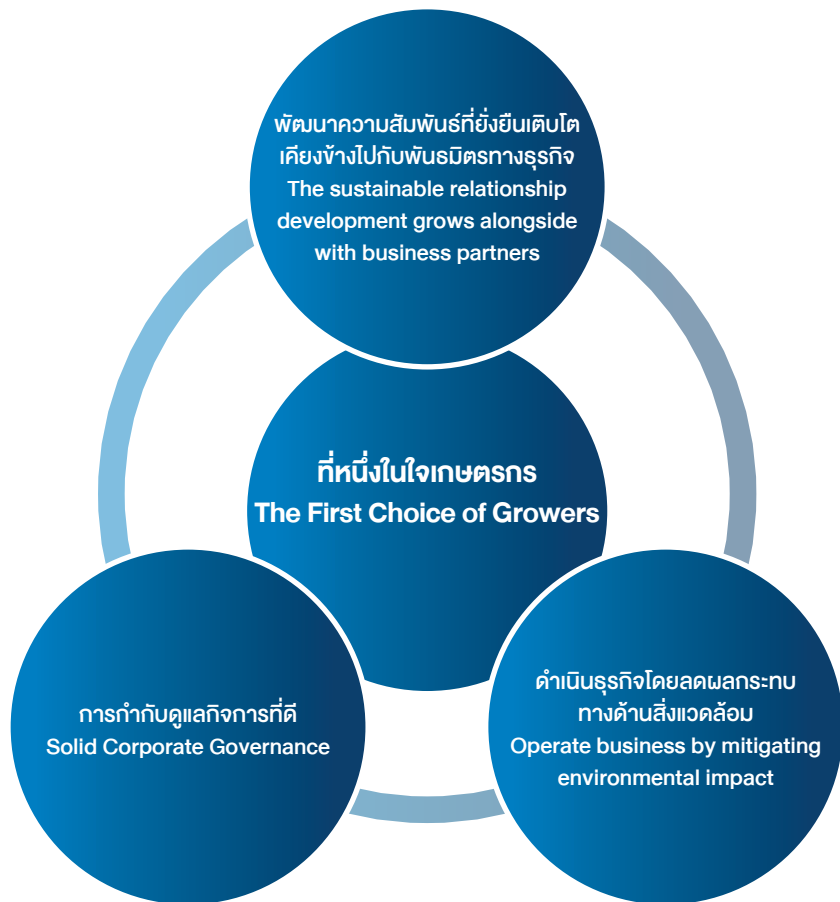 พัฒนาความสัมพันธ์ที่ยั่งยืนเติบโต
เคียงข้างไปกับพันธมิตรทางธุรกิจ
The sustainable relationship
development grows alongside
with business partners
ที่หนึ่งในใจเกษตรกร
The First Choice of Growers
การกำกับดูแลกิจการที่ดี
Solid Corporate Governance
ดำเนินธุรกิจโดยลดผลกระทบ
ทางด้านสิ่งแวดล้อม
Operate business by mitigating
environmental impact